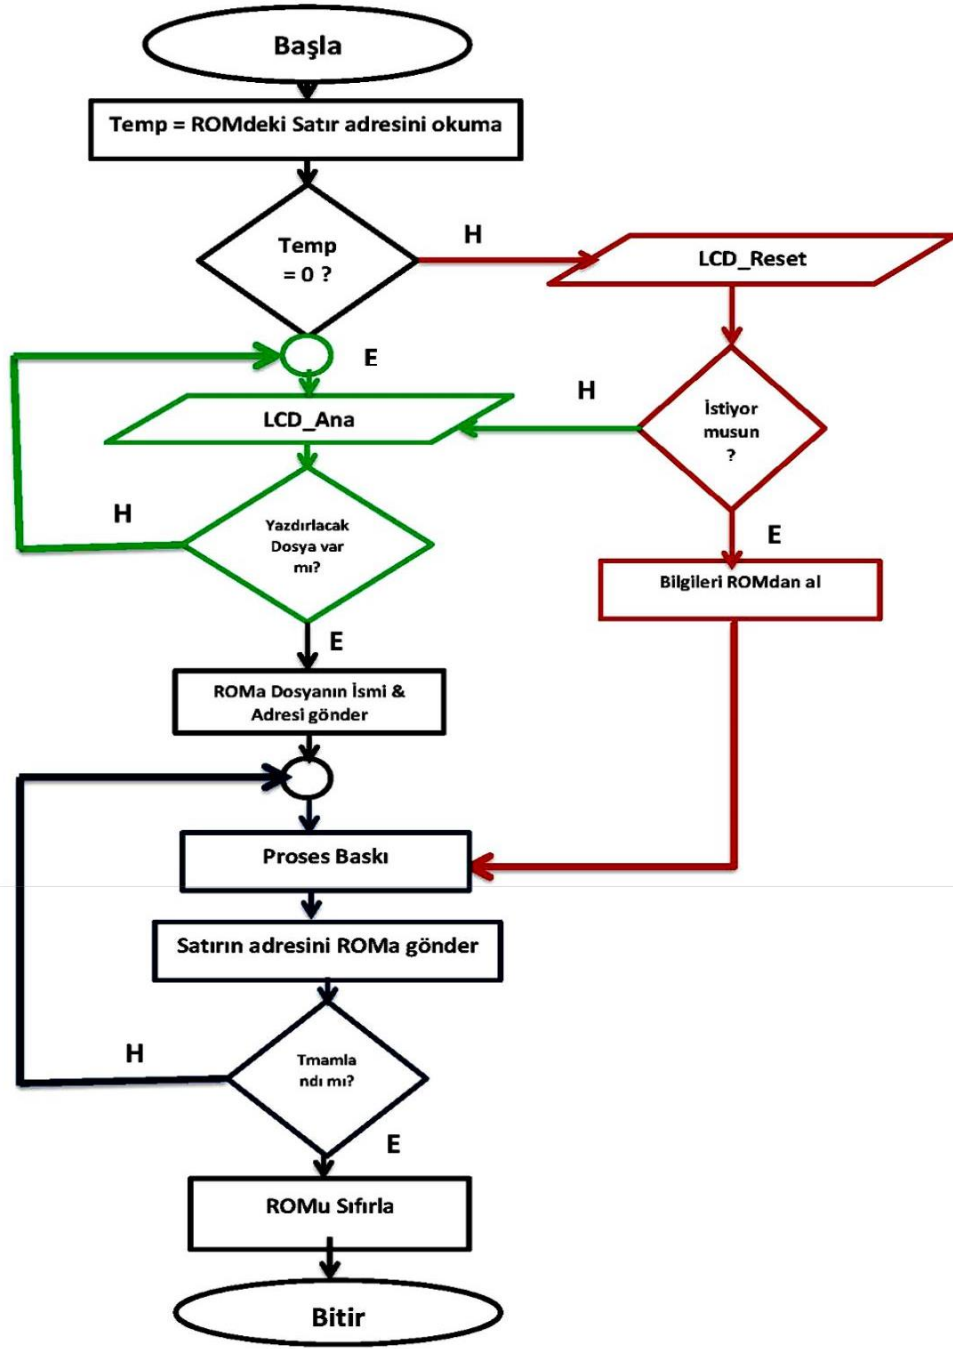 Başla
Temp = ROMdeki Satır adresini okuma
Temp
= 0 ?
H
LCD_Reset
E
LCD_Ana
H
İstiyor
musun
?
H
Yazdırlacak
Dosya var
mı?
E
Bilgileri ROMdan al
E
ROMa Dosyanın İsmi &
Adresi gönder
Proses Baskı
Satırın adresini ROMa gönder
H
Tmamla
ndı mı?
E
ROMu Sıfırla
Bitir